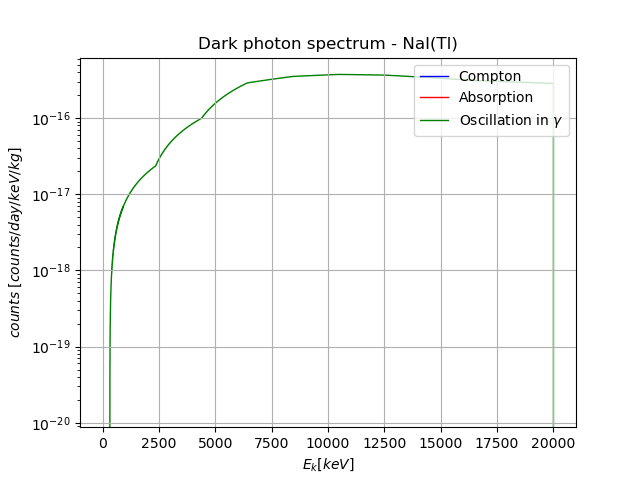 Dark photon spectrum - NaI(Tl)
Compton
Absorption
Oscillation in γ
10⁻¹⁶
10⁻¹⁷
10⁻¹⁸
10⁻¹⁹
10⁻²⁰
counts [counts/day/keV/kg]
0 2500 5000 7500 10000 12500 15000 17500 20000
Eₖ[keV]